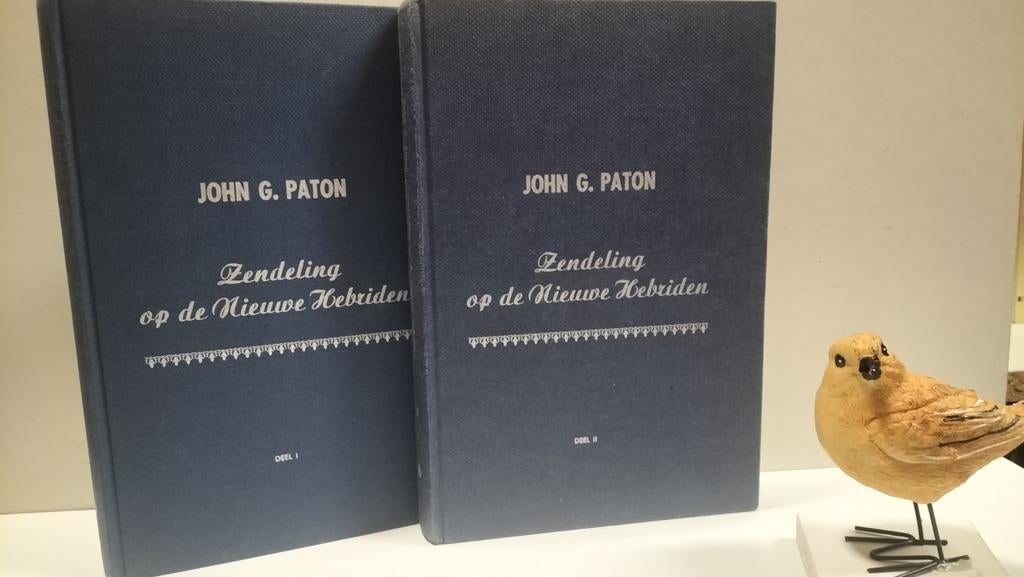 JOHN G. PATON
Zendeling
op de Nieuwe Hebriden
DEEL I
JOHN G. PATON
Zendeling
op de Nieuwe Hebriden
DEEL II